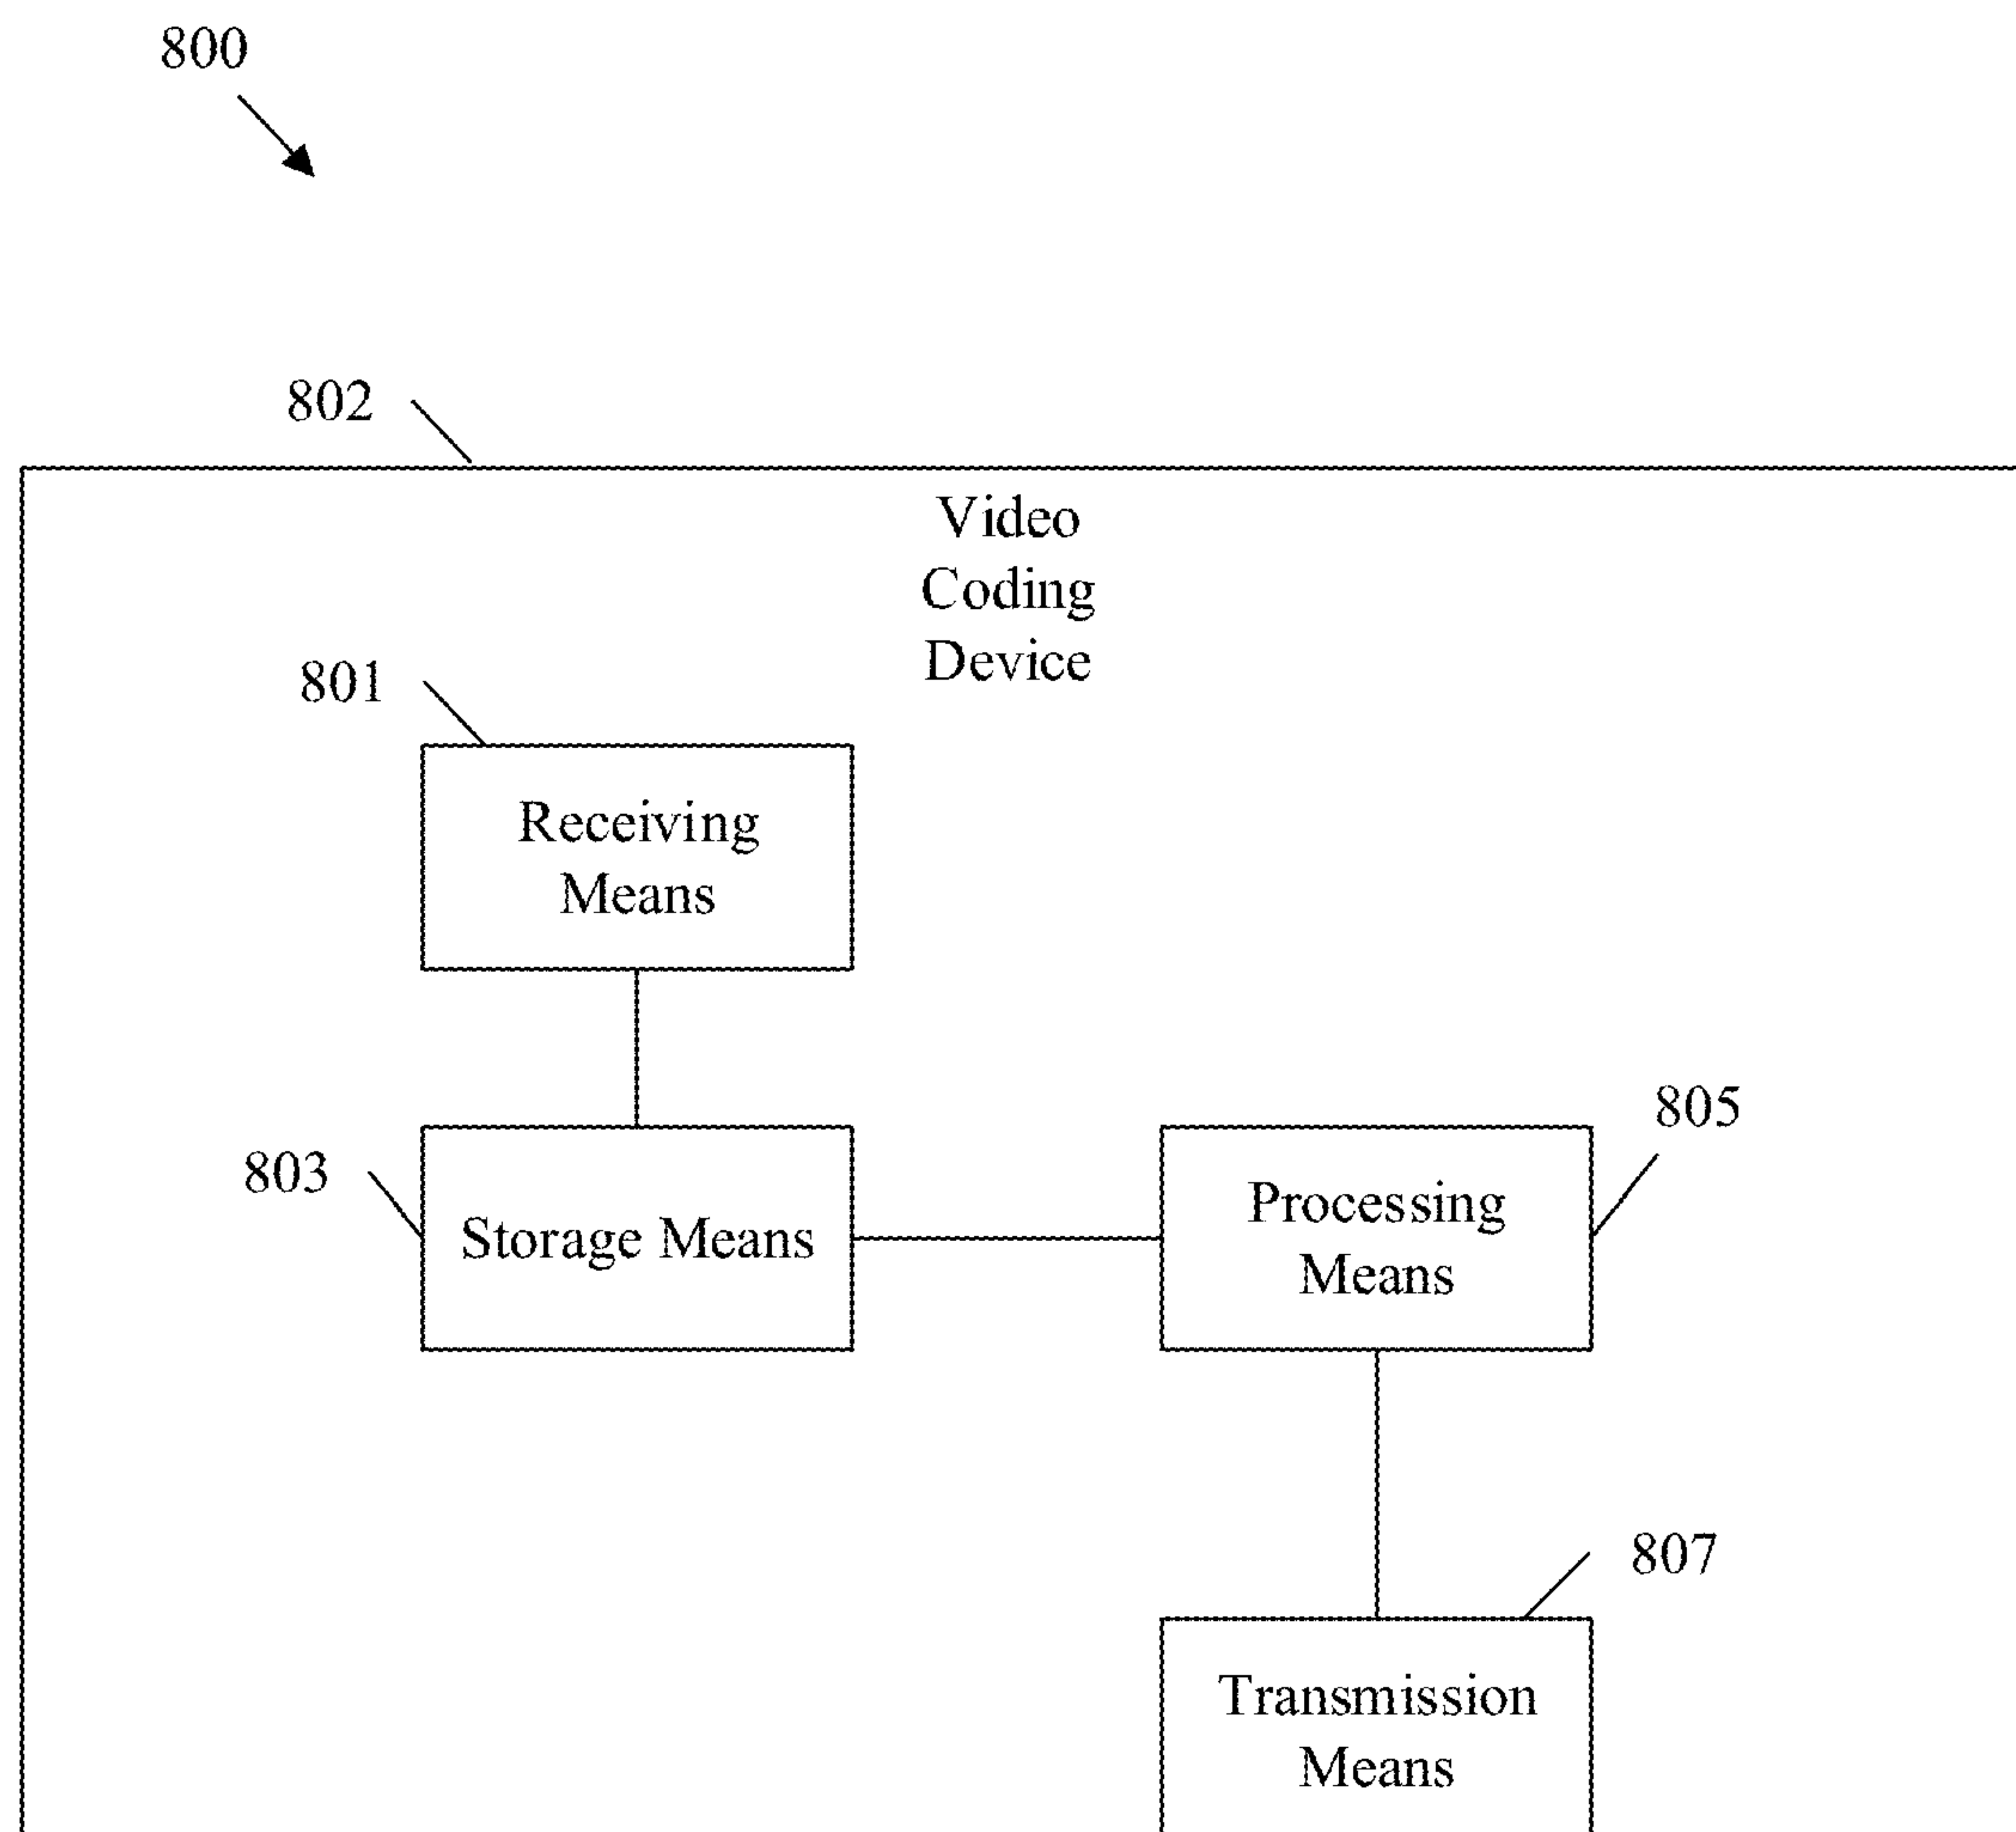 800
802
Video
Coding
Device
801
Receiving
Means
803
Storage Means
805
Processing
Means
807
Transmission
Means